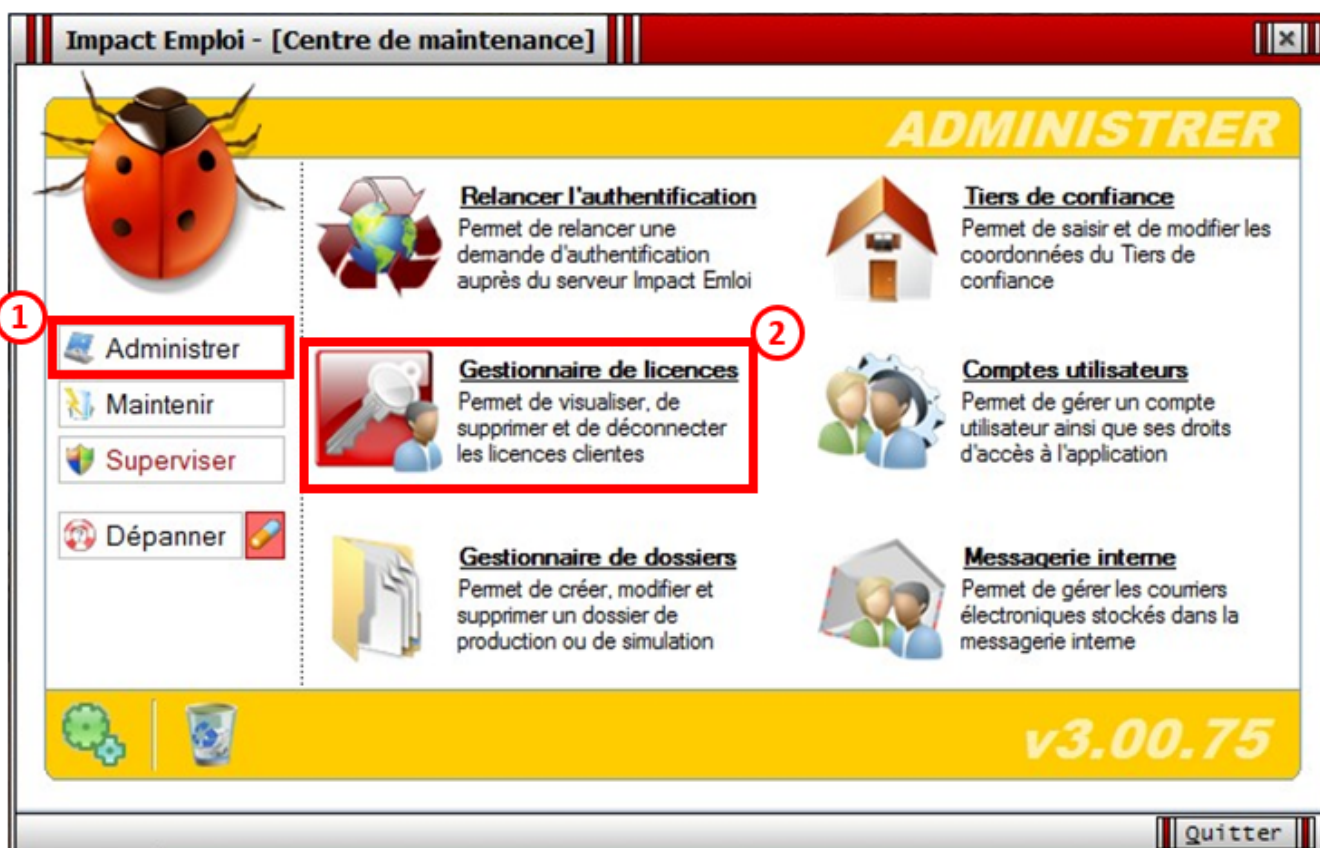 Impact Emploi - [Centre de maintenance]
ADMINISTRER
Relancer l'authentification
Permet de relancer une
demande d'authentification
auprès du serveur Impact Emloi
Tiers de confiance
Permet de saisir et de modifier les
coordonnées du Tiers de
confiance
1
Administrer
Maintenir
Superviser
Dépanner
2
Gestionnaire de licences
Permet de visualiser, de
supprimer et de déconnecter
les licences clientes
Comptes utilisateurs
Permet de gérer un compte
utilisateur ainsi que ses droits
d'accès à l'application
Gestionnaire de dossiers
Permet de créer, modifier et
supprimer un dossier de
production ou de simulation
Messagerie interne
Permet de gérer les courriers
électroniques stockés dans la
messagerie interne
v3.00.75
Quitter